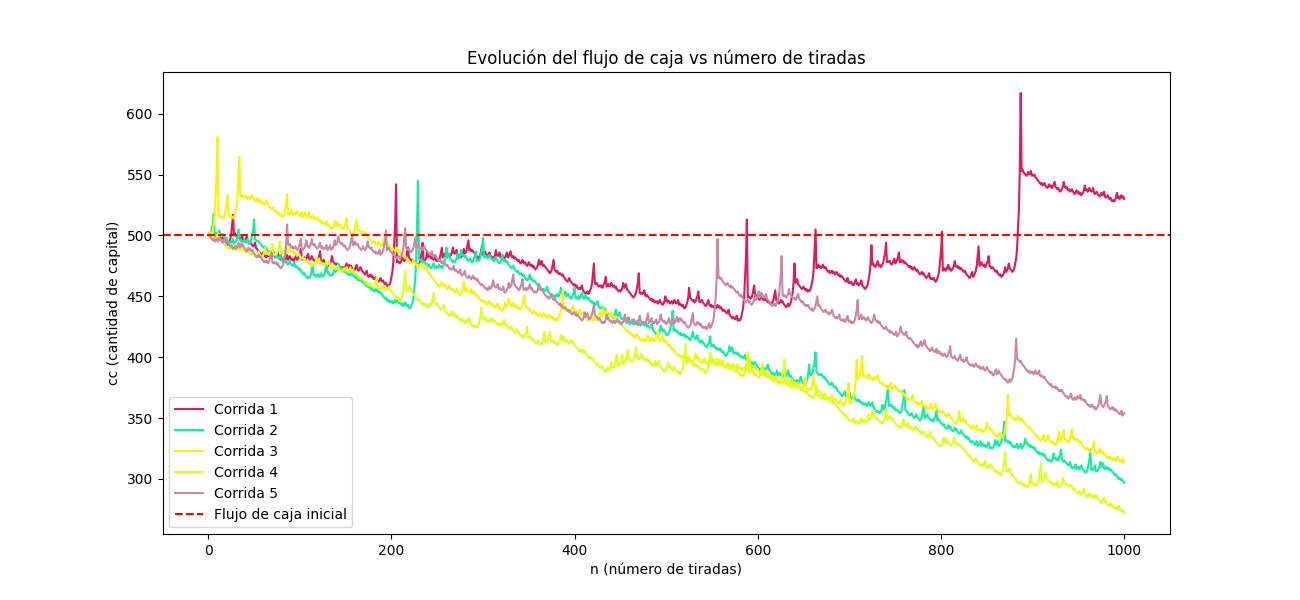 Evolución del flujo de caja vs número de tiradas
cc (cantidad de capital)
600
550
500
450
400
350
300
Corrida 1
Corrida 2
Corrida 3
Corrida 4
Corrida 5
Flujo de caja inicial
0 200 400 600 800 1000
n (número de tiradas)